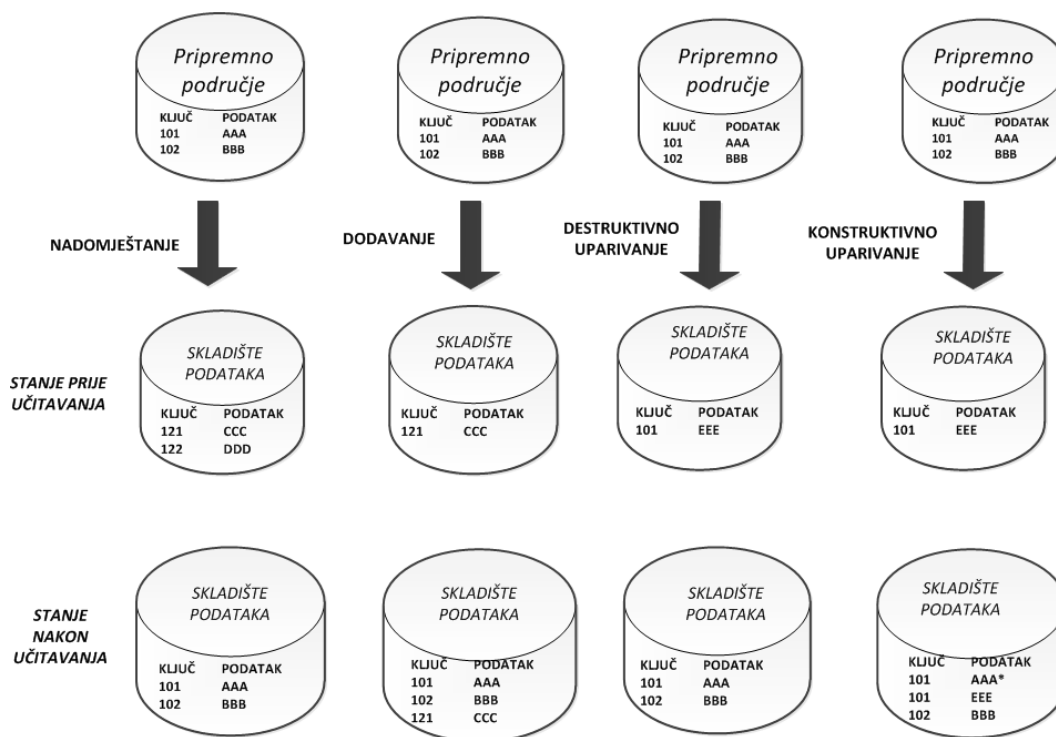 Pripremno
područje
KLJUČ PODATAK
101 AAA
102 BBB
Pripremno
područje
KLJUČ PODATAK
101 AAA
102 BBB
Pripremno
područje
KLJUČ PODATAK
101 AAA
102 BBB
Pripremno
područje
KLJUČ PODATAK
101 AAA
102 BBB
NADOMJEŠTANJE
DODAVANJE
DESTRUKTIVNO
UPARIVANJE
KONSTRUKTIVNO
UPARIVANJE
STANJE PRIJE
UČITAVANJA
SKLADIŠTE
PODATAKA
KLJUČ PODATAK
121 CCC
122 DDD
SKLADIŠTE
PODATAKA
KLJUČ PODATAK
121 CCC
SKLADIŠTE
PODATAKA
KLJUČ PODATAK
101 EEE
SKLADIŠTE
PODATAKA
KLJUČ PODATAK
101 EEE
STANJE
NAKON
UČITAVANJA
SKLADIŠTE
PODATAKA
KLJUČ PODATAK
101 AAA
102 BBB
SKLADIŠTE
PODATAKA
KLJUČ PODATAK
101 AAA
102 BBB
121 CCC
SKLADIŠTE
PODATAKA
KLJUČ PODATAK
101 AAA
102 BBB
SKLADIŠTE
PODATAKA
KLJUČ PODATAK
101 AAA*
101 EEE
102 BBB